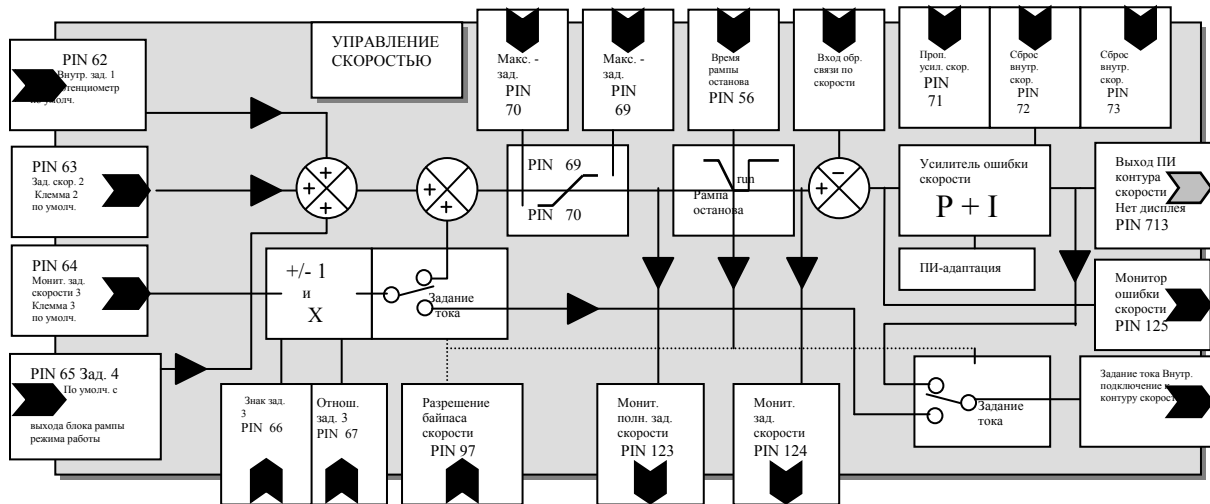 PIN 62
Внутр. зад. 1
отенциометр
по умолч.
УПРАВЛЕНИЕ
СКОРОСТЬЮ
Макс. -
зад.
PIN
70
Макс. -
зад.
PIN
69
Время
рампы
останова
PIN 56
Вход обр.
связи по
скорости
Проп.
усил. скор.
PIN
71
Сброс
внутр.
скор.
PIN
72
Сброс
внутр.
скор.
PIN
73
PIN 63
Зад. скор. 2
Клемма 2
по умолч.
+
+
+
+
+
PIN 69
PIN 70
run
Рампа
останова
+
−
Усилитель ошибки
скорости
P + I
ПИ-адаптация
Выход ПИ
контура
скорости
Нет дисплея
PIN 713
PIN 64
Монит. зад.
скорости 3
Клемма 3
по умолч.
+/- 1
и
X
Задание
тока
Монитор
ошибки
скорости
PIN 125
PIN 65 Зад. 4
По умолч. с
выхода блока рампы
режима работы
Знак зад.
3
PIN 66
Отнош.
зад. 3
PIN 67
Разрешение
байпаса
скорости
PIN 97
Монит.
полн. зад.
скорости
PIN 123
Монит.
зад.
скорости
PIN 124
Задание
тока
Задание тока Внутр.
подключение к
контуру скорости